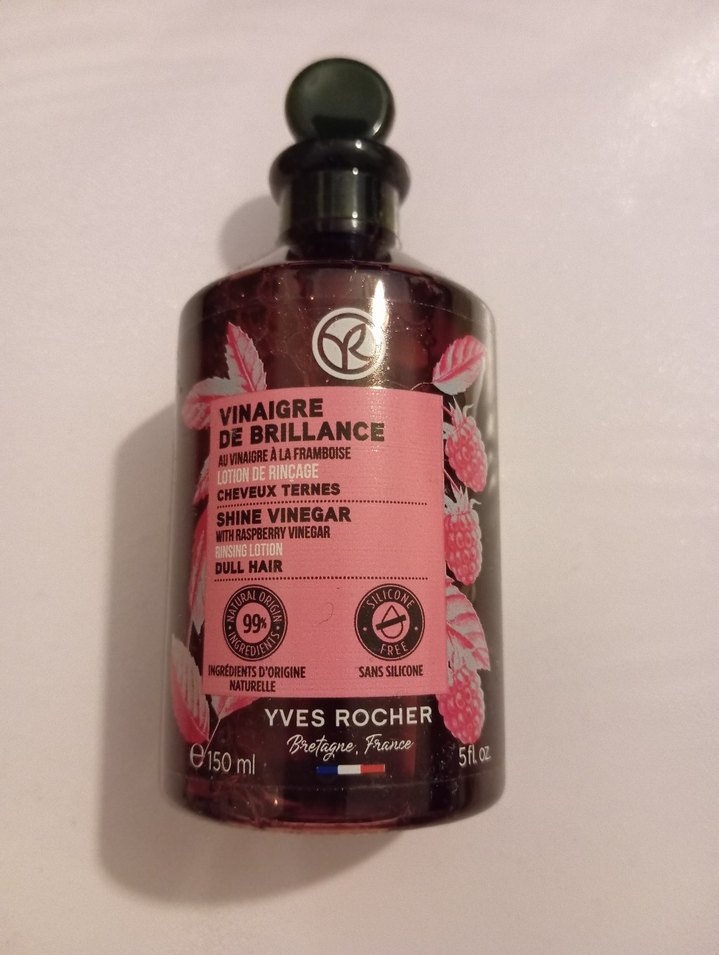 VINAIGRE
DE BRILLANCE
AU VINAIGRE À LA FRAMBOISE
LOTION DE RINÇAGE
CHEVEUX TERNES
SHINE VINEGAR
WITH RASPBERRY VINEGAR
RINSING LOTION
DULL HAIR
NATURAL ORIGIN
99%
INGREDIENTS
SILICONE
FREE
INGRÉDIENTS D'ORIGINE
NATURELLE
SANS SILICONE
YVES ROCHER
Bretagne, France
e 150 ml
5 fl. oz.